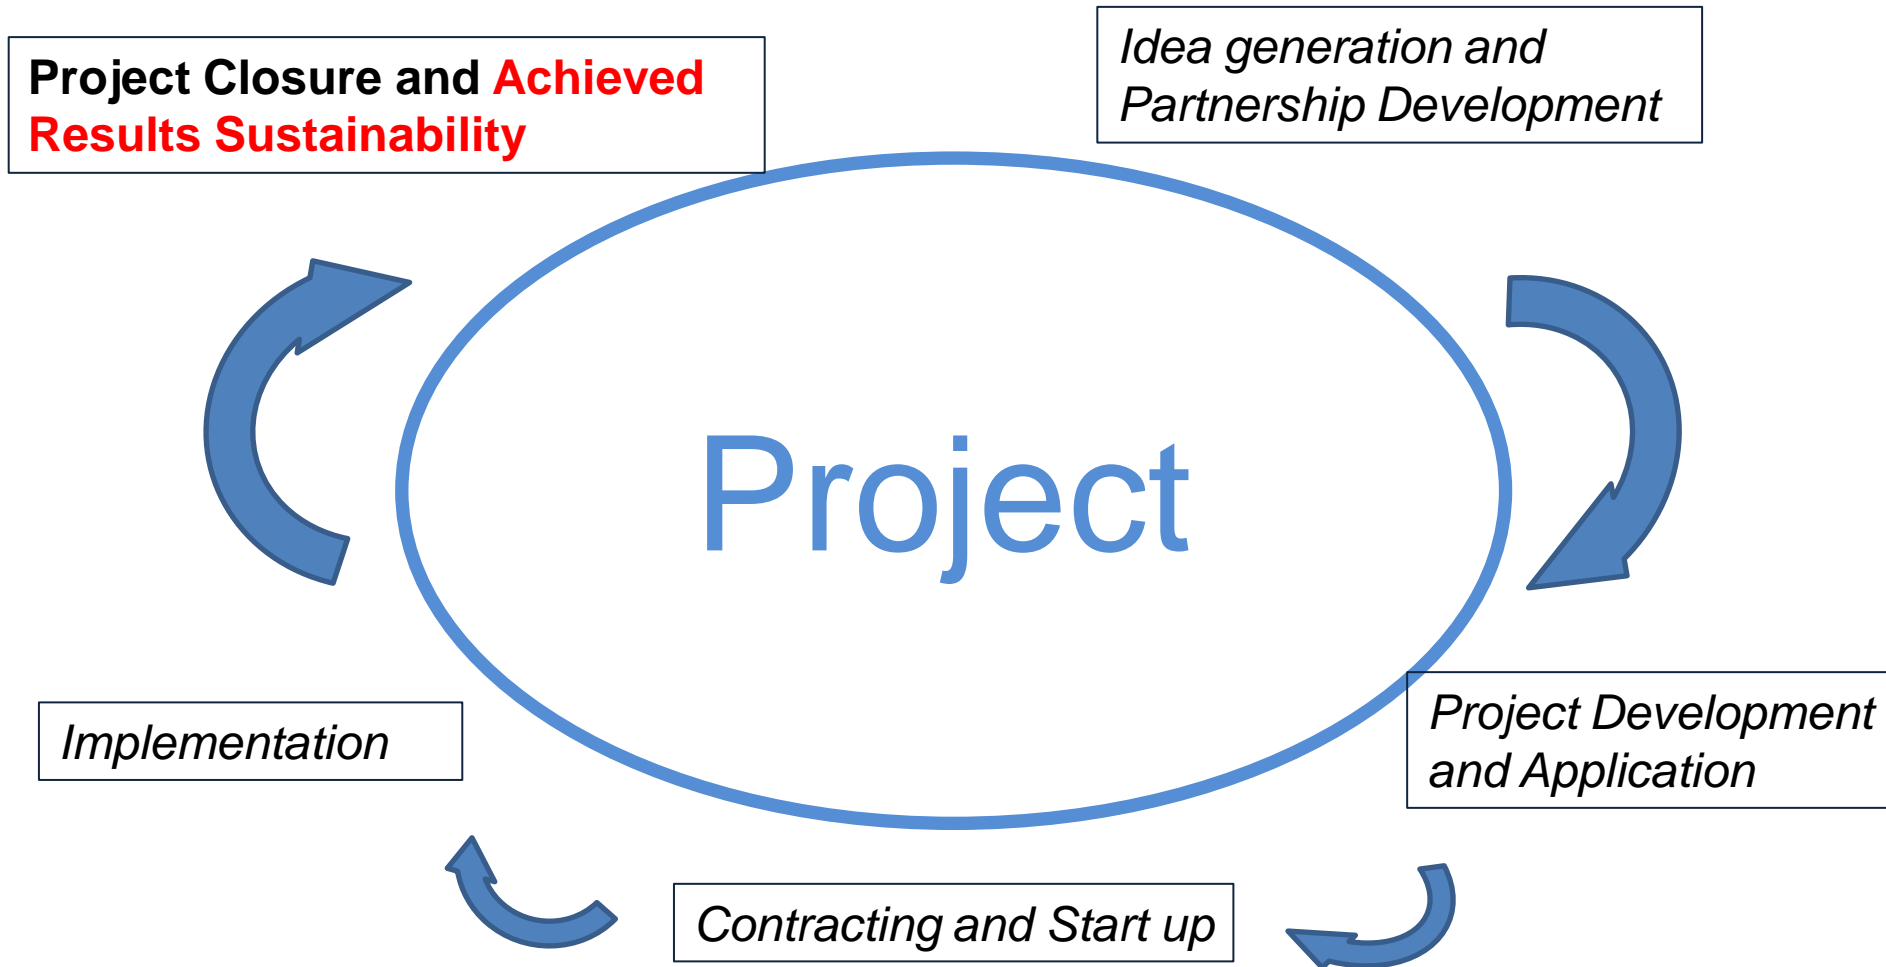 Project Closure and Achieved
Results Sustainability
Idea generation and
Partnership Development
Project
Implementation
Project Development
and Application
Contracting and Start up